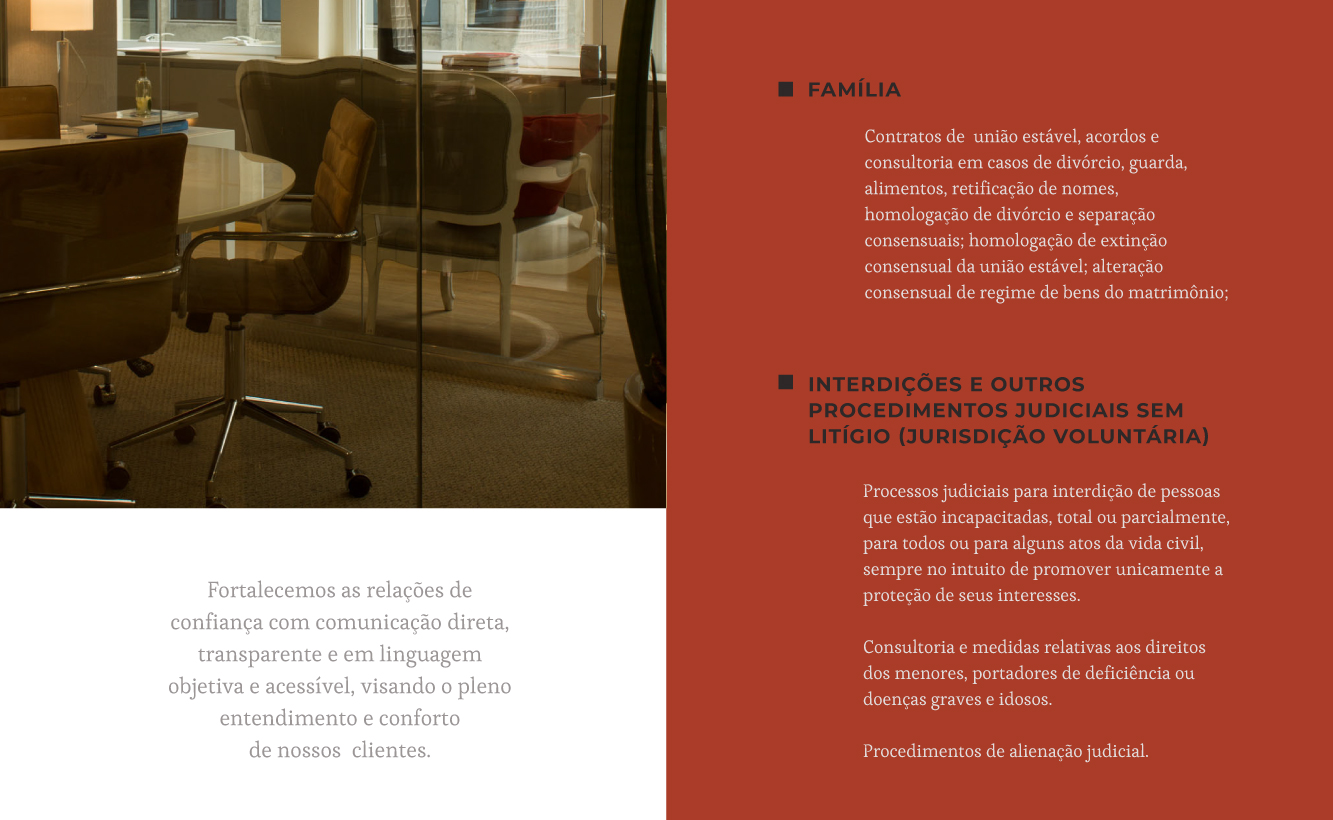 Fortalecemos as relações de
confiança com comunicação direta,
transparente e em linguagem
objetiva e acessível, visando o pleno
entendimento e conforto
de nossos  clientes.
FAMÍLIA
Contratos de  união estável, acordos e
consultoria em casos de divórcio, guarda,
alimentos, retificação de nomes,
homologação de divórcio e separação
consensuais; homologação de extinção
consensual da união estável; alteração
consensual de regime de bens do matrimônio;
INTERDIÇÕES E OUTROS
PROCEDIMENTOS JUDICIAIS SEM
LITÍGIO (JURISDIÇÃO VOLUNTÁRIA)
Processos judiciais para interdição de pessoas
que estão incapacitadas, total ou parcialmente,
para todos ou para alguns atos da vida civil,
sempre no intuito de promover unicamente a
proteção de seus interesses.
Consultoria e medidas relativas aos direitos
dos menores, portadores de deficiência ou
doenças graves e idosos.
Procedimentos de alienação judicial.